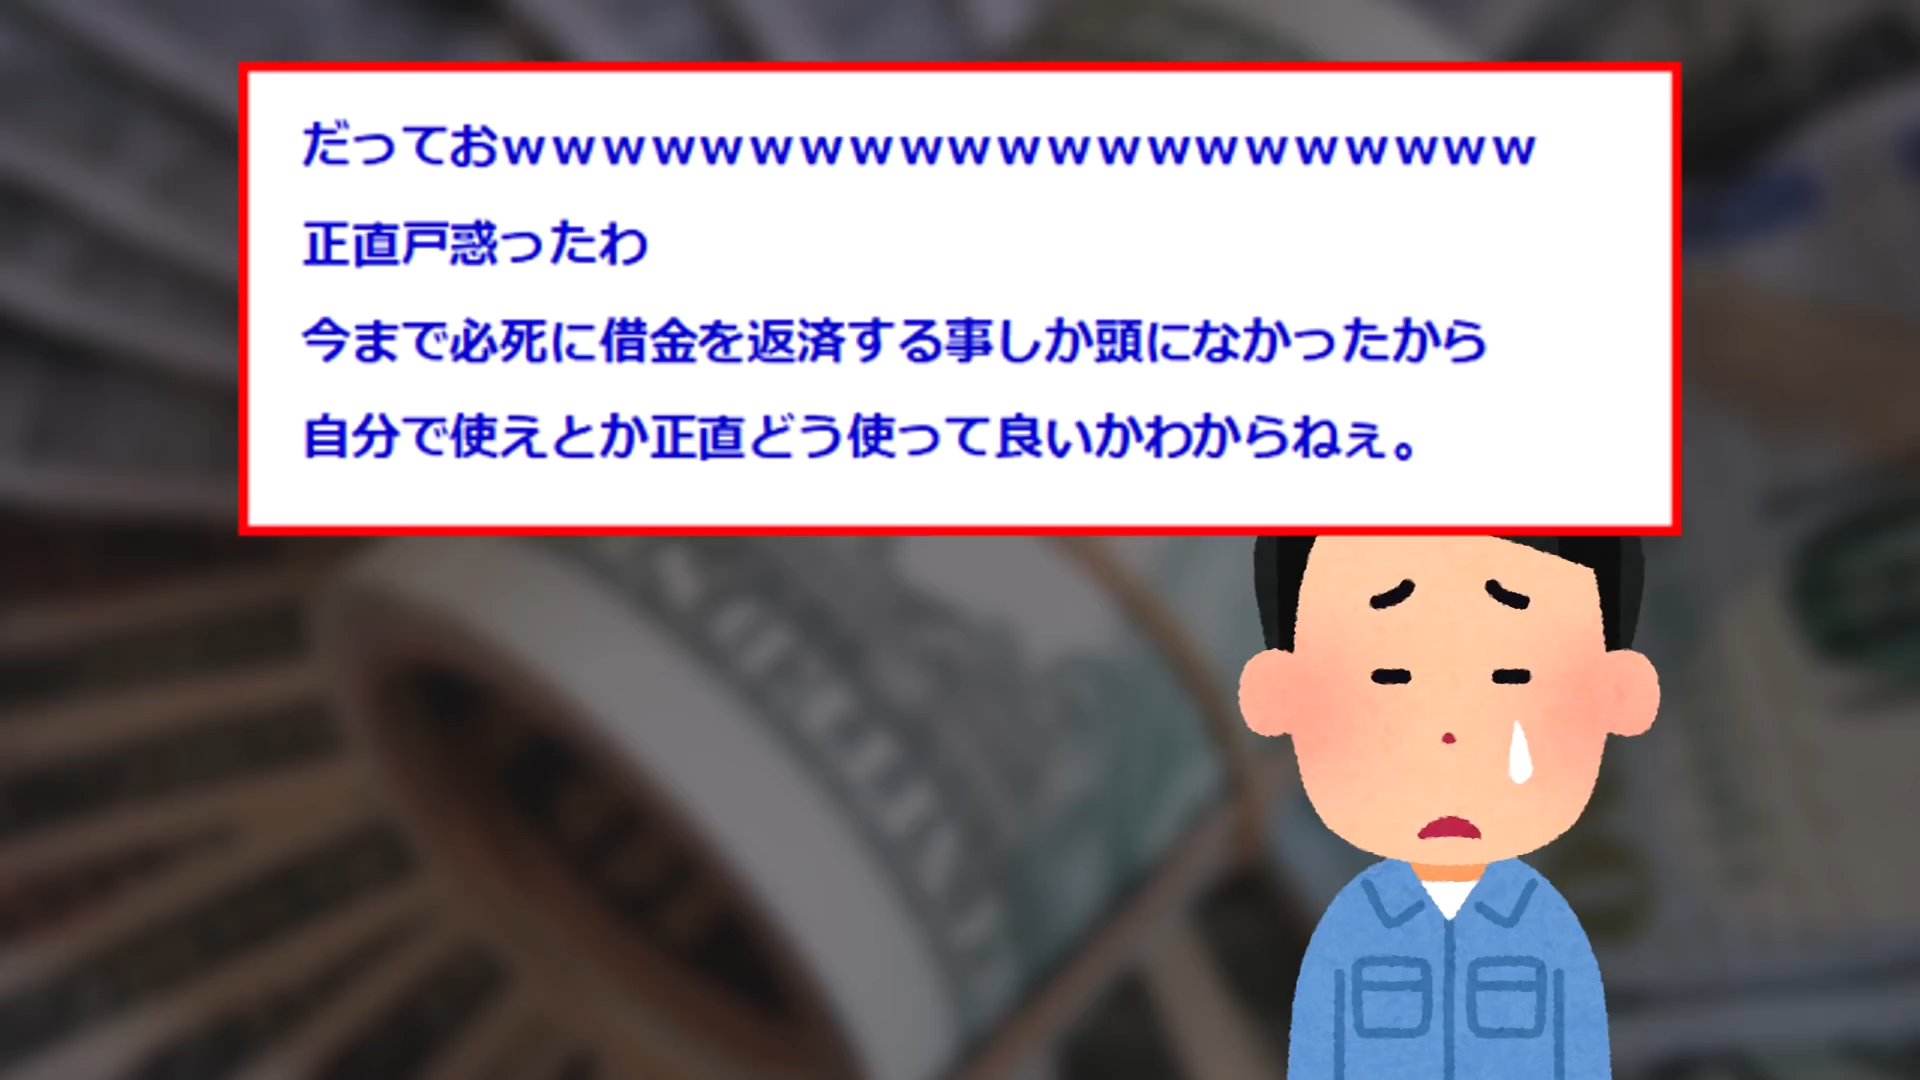 だっておｗｗｗｗｗｗｗｗｗｗｗｗｗｗｗｗｗｗｗｗｗ
正直戸惑ったわ
今まで必死に借金を返済する事しか頭になかったから
自分で使えとか正直どう使って良いかわからねぇ。